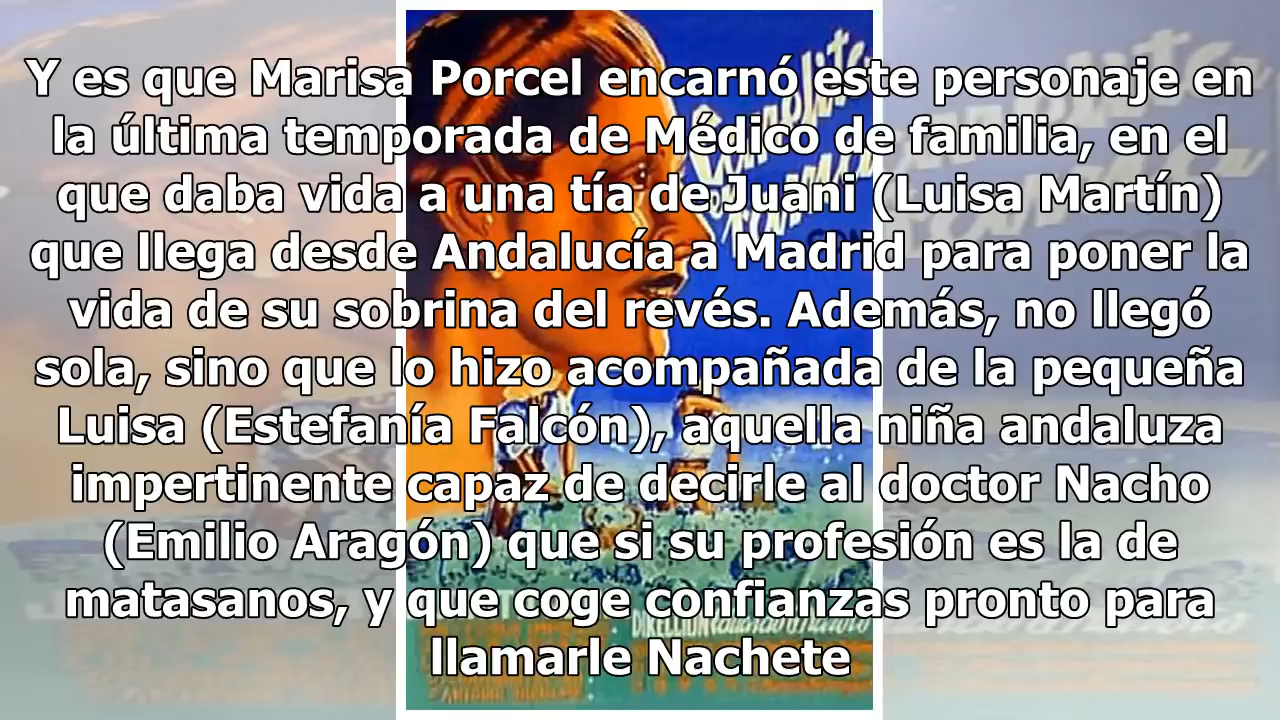 Y es que Marisa Porcel encarnó este personaje en
la última temporada de Médico de familia, en el
que daba vida a una tía de Juani (Luisa Martín)
que llega desde Andalucía a Madrid para poner la
vida de su sobrina del revés. Además, no llegó
sola, sino que lo hizo acompañada de la pequeña
Luisa (Estefanía Falcón), aquella niña andaluza
impertinente capaz de decirle al doctor Nacho
(Emilio Aragón) que si su profesión es la de
matasanos, y que coge confianzas pronto para
llamarle Nachete
DIRECCION